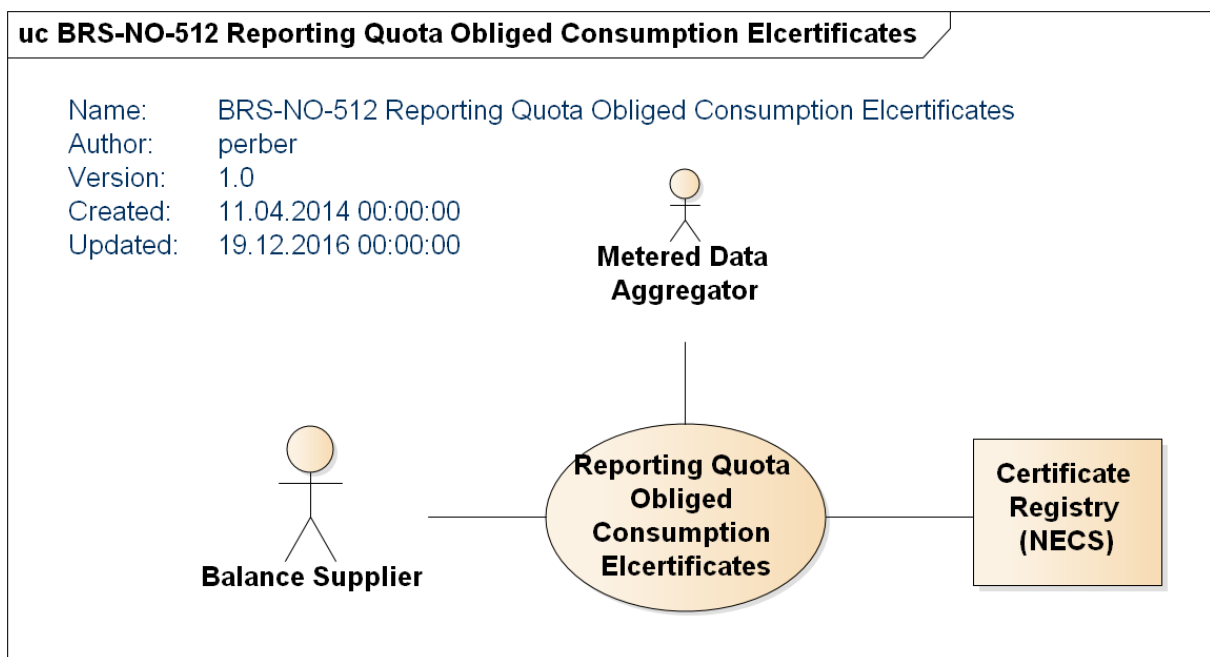 uc BRS-NO-512 Reporting Quota Obliged Consumption Elcertificates
Name: BRS-NO-512 Reporting Quota Obliged Consumption Elcertificates
Author: perber
Version: 1.0
Created: 11.04.2014 00:00:00
Updated: 19.12.2016 00:00:00
Metered Data
Aggregator
Balance Supplier
Reporting Quota
Obliged
Consumption
Elcertificates
Certificate
Registry
(NECS)